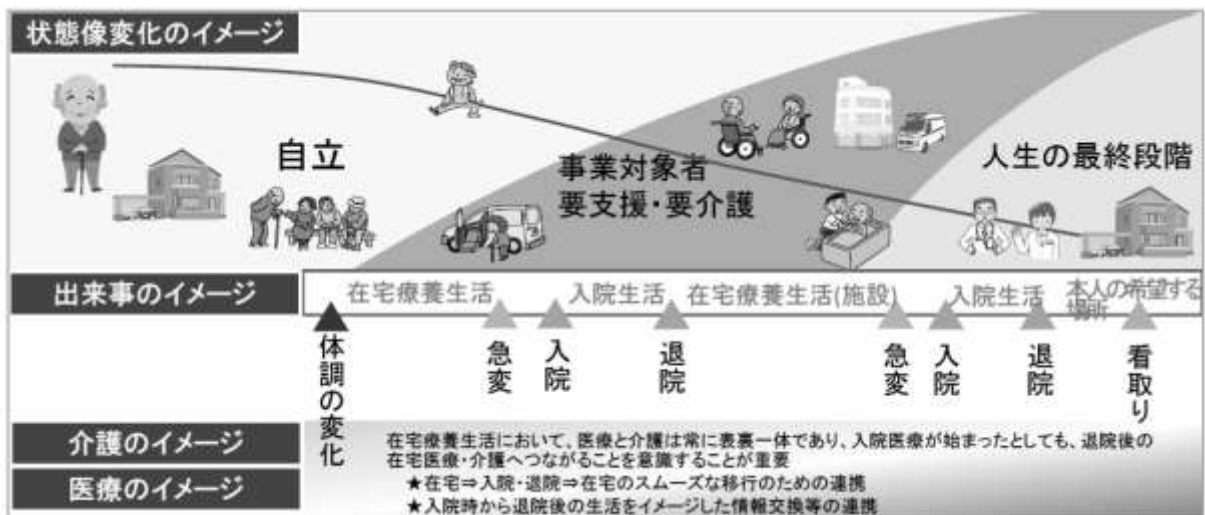 状態像変化のイメージ
自立
事業対象者
要支援・要介護
人生の最終段階
出来事のイメージ
在宅療養生活
入院生活
在宅療養生活(施設)
入院生活
本人の希望する
場所
体調の変化
急変
入院
退院
急変
入院
退院
看取り
介護のイメージ
医療のイメージ
在宅療養生活において、医療と介護は常に表裏一体であり、入院医療が始まったとしても、退院後の
在宅医療・介護へつながることを意識することが重要
★在宅⇒入院・退院⇒在宅のスムーズな移行のための連携
★入院時から退院後の生活をイメージした情報交換等の連携